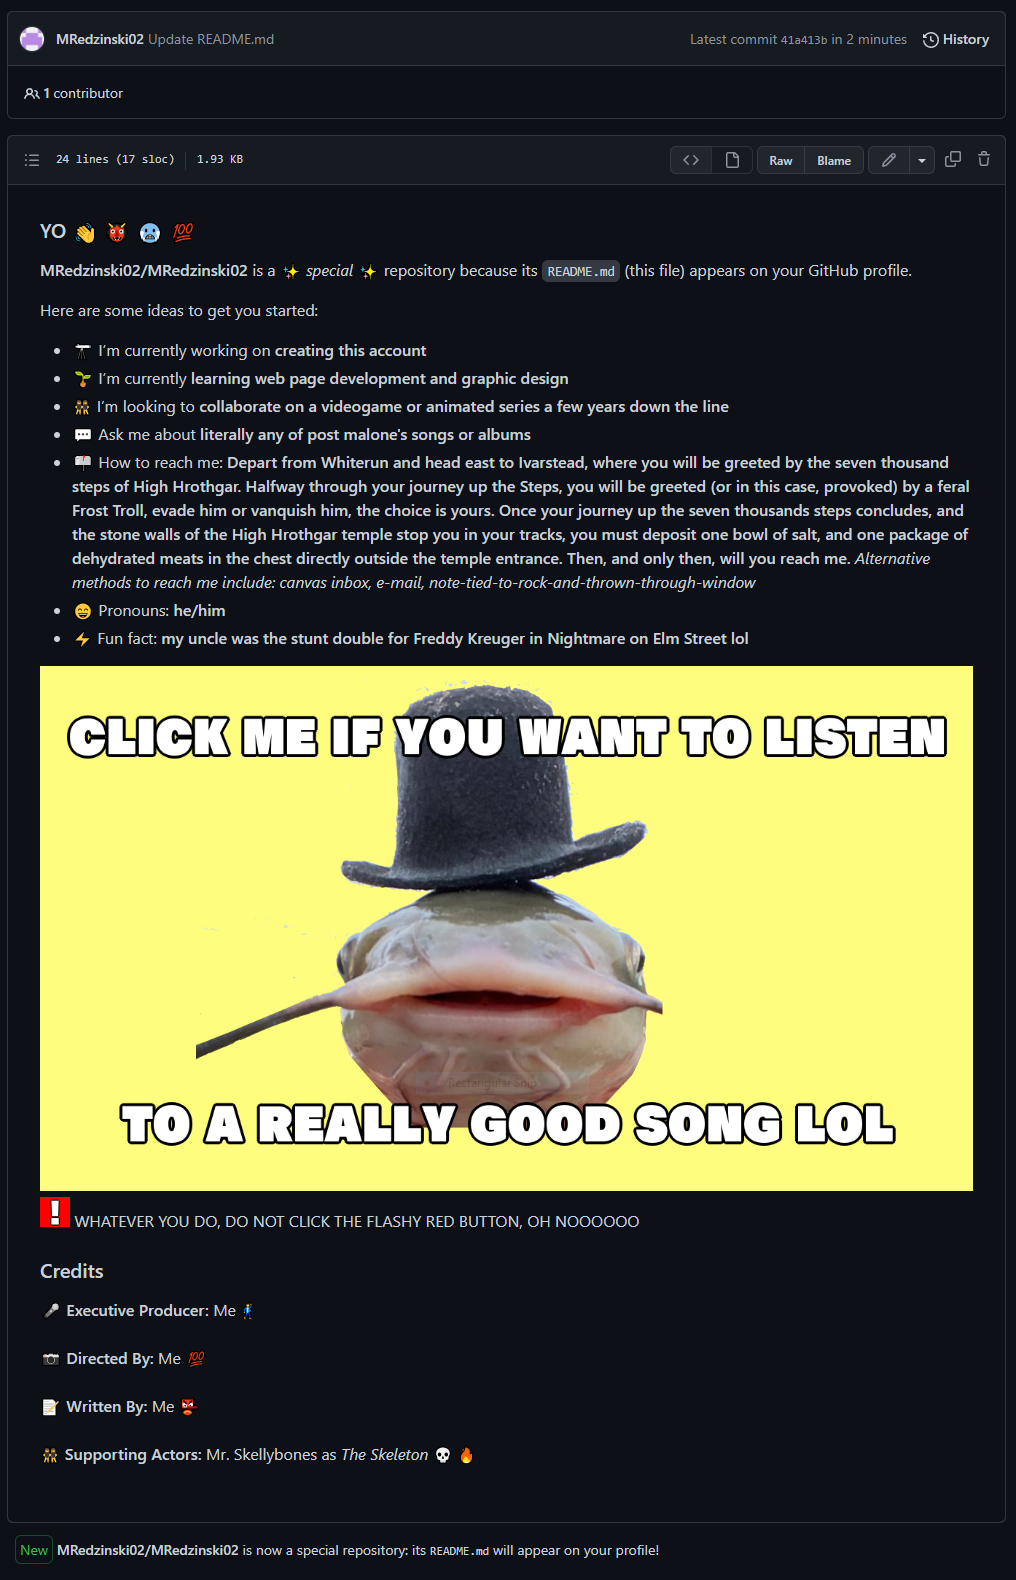 MRedzinski02 Update README.md
Latest commit 41a413b in 2 minutes
History
1 contributor
24 lines (17 sloc) 1.93 KB
Raw
Blame
YO 👋 👹 🥶 💯
MRedzinski02/MRedzinski02 is a ✨ special ✨ repository because its README.md (this file) appears on your GitHub profile.
Here are some ideas to get you started:
🔭 I’m currently working on creating this account
🌱 I’m currently learning web page development and graphic design
👯 I’m looking to collaborate on a videogame or animated series a few years down the line
💬 Ask me about literally any of post malone's songs or albums
How to reach me: Depart from Whiterun and head east to Ivarstead, where you will be greeted by the seven thousand
steps of High Hrothgar. Halfway through your journey up the Steps, you will be greeted (or in this case, provoked) by a feral
Frost Troll, evade him or vanquish him, the choice is yours. Once your journey up the seven thousands steps concludes, and
the stone walls of the High Hrothgar temple stop you in your tracks, you must deposit one bowl of salt, and one package of
dehydrated meats in the chest directly outside the temple entrance. Then, and only then, will you reach me. Alternative
methods to reach me include: canvas inbox, e-mail, note-tied-to-rock-and-thrown-through-window
😄 Pronouns: he/him
⚡ Fun fact: my uncle was the stunt double for Freddy Kreuger in Nightmare on Elm Street lol
CLICK ME IF YOU WANT TO LISTEN
Rectangular Snip
TO A REALLY GOOD SONG LOL
! WHATEVER YOU DO, DO NOT CLICK THE FLASHY RED BUTTON, OH NOOOOOO
Credits
🎤 Executive Producer: Me
📷 Directed By: Me 💯
📝 Written By: Me 👺
👯 Supporting Actors: Mr. Skellybones as The Skeleton 💀 🔥
New MRedzinski02/MRedzinski02 is now a special repository: its README.md will appear on your profile!